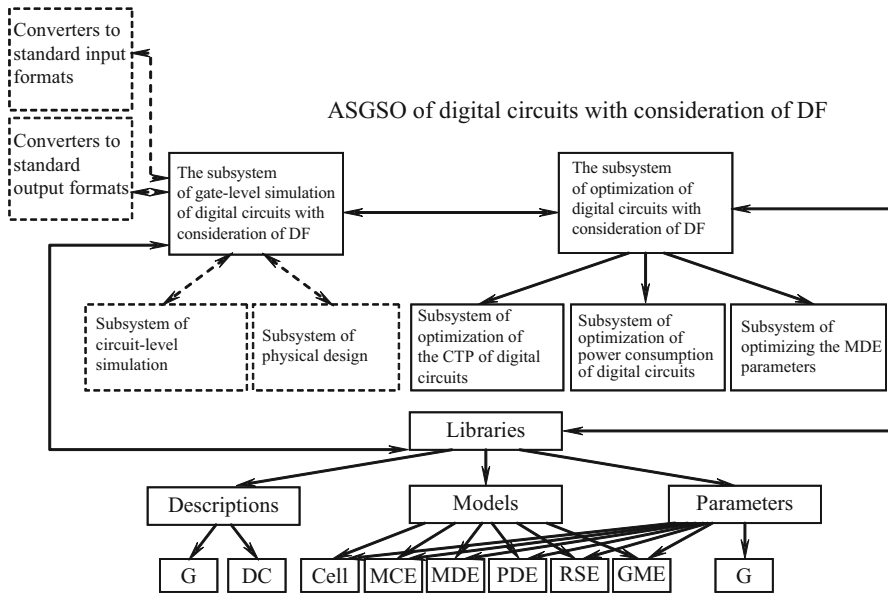 Converters to
standard input
formats
ASGSO of digital circuits with consideration of DF
Converters to
standard
output formats
The subsystem
of gate-level simulation
of digital circuits with
consideration of DF
The subsystem
of optimization of
digital circuits with
consideration of DF
Subsystem of
circuit-level
simulation
Subsystem of
physical design
Subsystem of
optimization of
the CTP of digital
circuits
Subsystem of
optimization of
power consumption
of digital circuits
Subsystem of
optimizing the MDE
parameters
Libraries
Descriptions
Models
Parameters
G
DC
Cell
MCE
MDE
PDE
RSE
GME
G